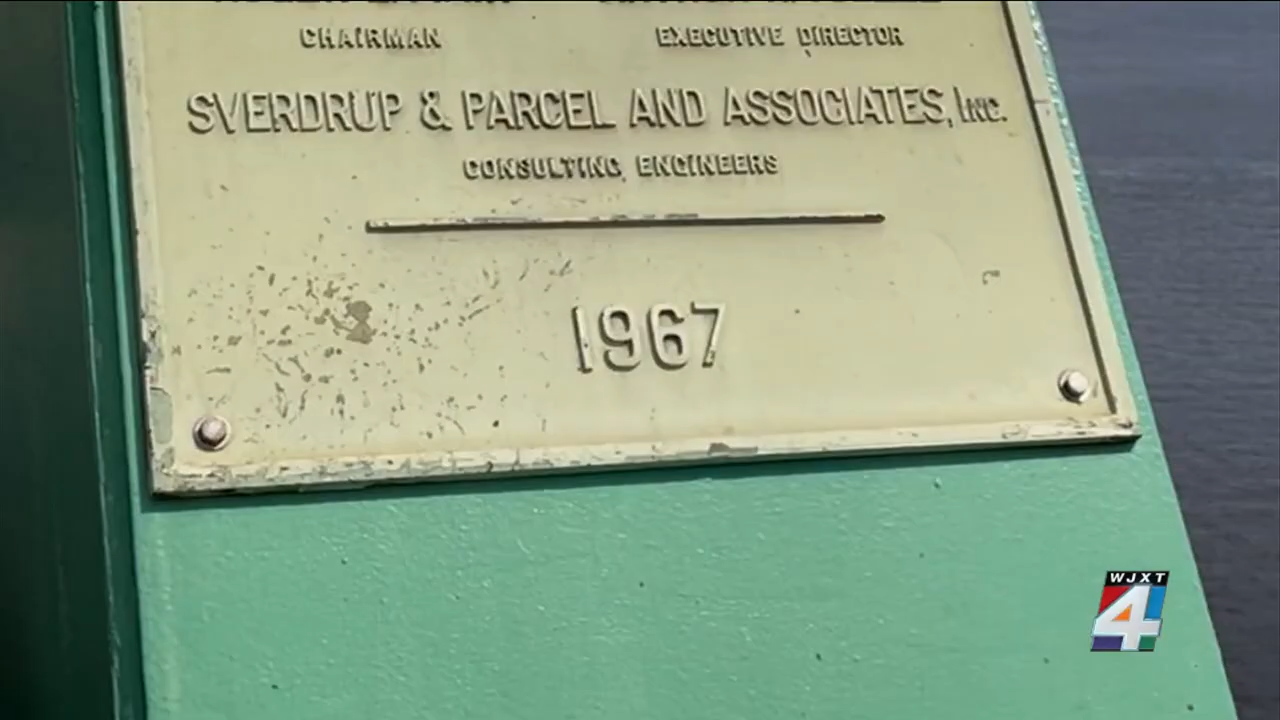 CHAIRMAN EXECUTIVE DIRECTOR
SVERDRUP & PARCEL AND ASSOCIATES, INC.
CONSULTING ENGINEERS
1967
WJXT
4